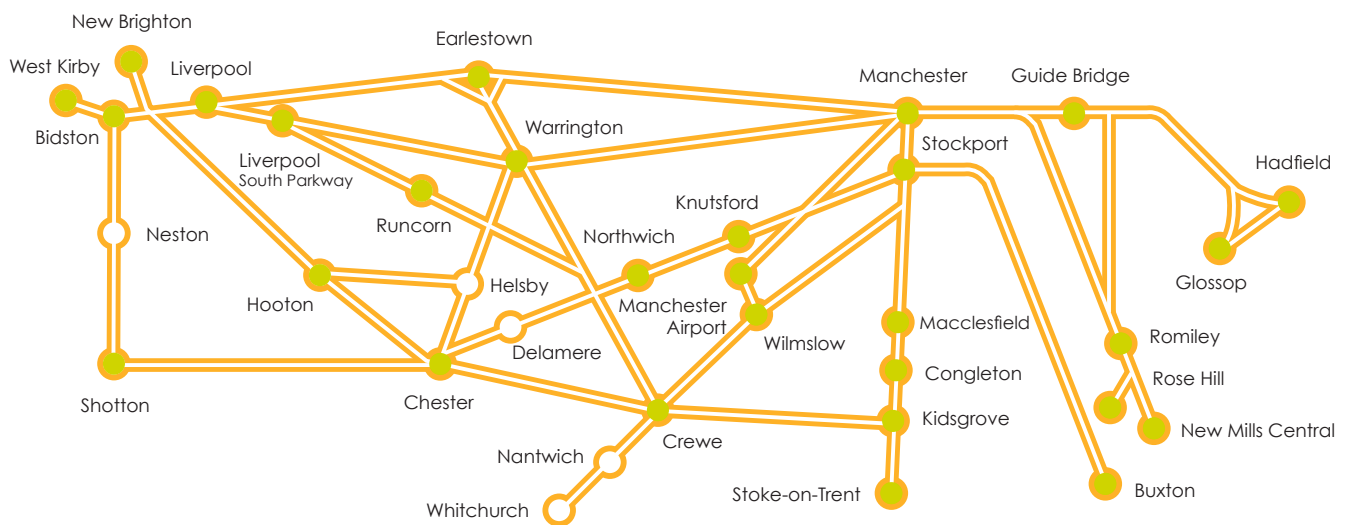 New Brighton
Earlestown
West Kirby
Liverpool
Manchester
Guide Bridge
Bidston
Warrington
Stockport
Liverpool
South Parkway
Hadfield
Knutsford
Runcorn
Neston
Northwich
Glossop
Hooton
Helsby
Manchester
Airport
Macclesfield
Romiley
Delamere
Wilmslow
Congleton
Rose Hill
Shotton
Chester
Kidsgrove
New Mills Central
Crewe
Nantwich
Stoke-on-Trent
Buxton
Whitchurch